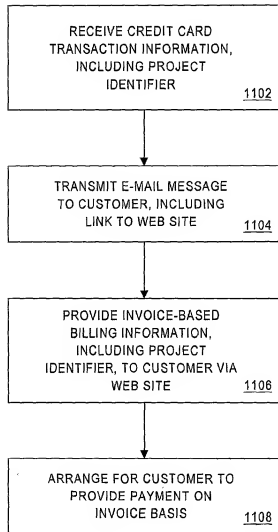 RECEIVE CREDIT CARD
TRANSACTION INFORMATION,
INCLUDING PROJECT
IDENTIFIER
1102
TRANSMIT E-MAIL MESSAGE
TO CUSTOMER, INCLUDING
LINK TO WEB SITE
1104
PROVIDE INVOICE-BASED
BILLING INFORMATION,
INCLUDING PROJECT
IDENTIFIER, TO CUSTOMER VIA
WEB SITE
1106
ARRANGE FOR CUSTOMER TO
PROVIDE PAYMENT ON
INVOICE BASIS
1108